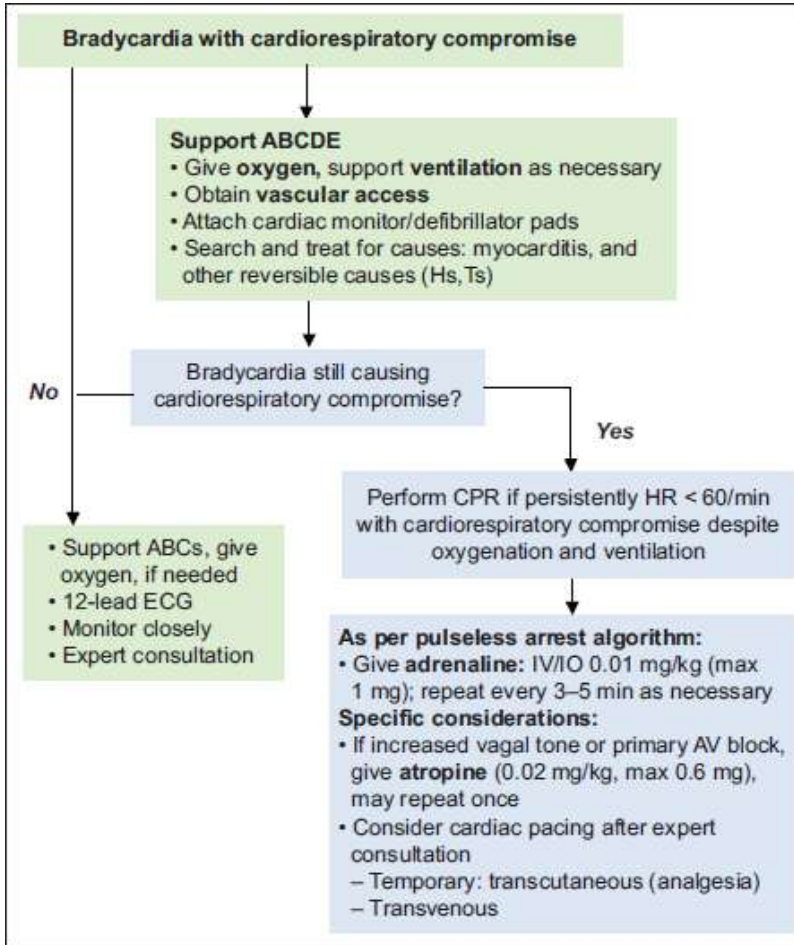 Bradycardia with cardiorespiratory compromise
Support ABCDE
• Give oxygen, support ventilation as necessary
• Obtain vascular access
• Attach cardiac monitor/defibrillator pads
• Search and treat for causes: myocarditis, and
other reversible causes (Hs,Ts)
Bradycardia still causing
cardiorespiratory compromise?
No
Yes
Perform CPR if persistently HR < 60/min
with cardiorespiratory compromise despite
oxygenation and ventilation
• Support ABCs, give
oxygen, if needed
• 12-lead ECG
• Monitor closely
• Expert consultation
As per pulseless arrest algorithm:
• Give adrenaline: IV/IO 0.01 mg/kg (max
1 mg); repeat every 3–5 min as necessary
Specific considerations:
• If increased vagal tone or primary AV block,
give atropine (0.02 mg/kg, max 0.6 mg),
may repeat once
• Consider cardiac pacing after expert
consultation
– Temporary: transcutaneous (analgesia)
– Transvenous